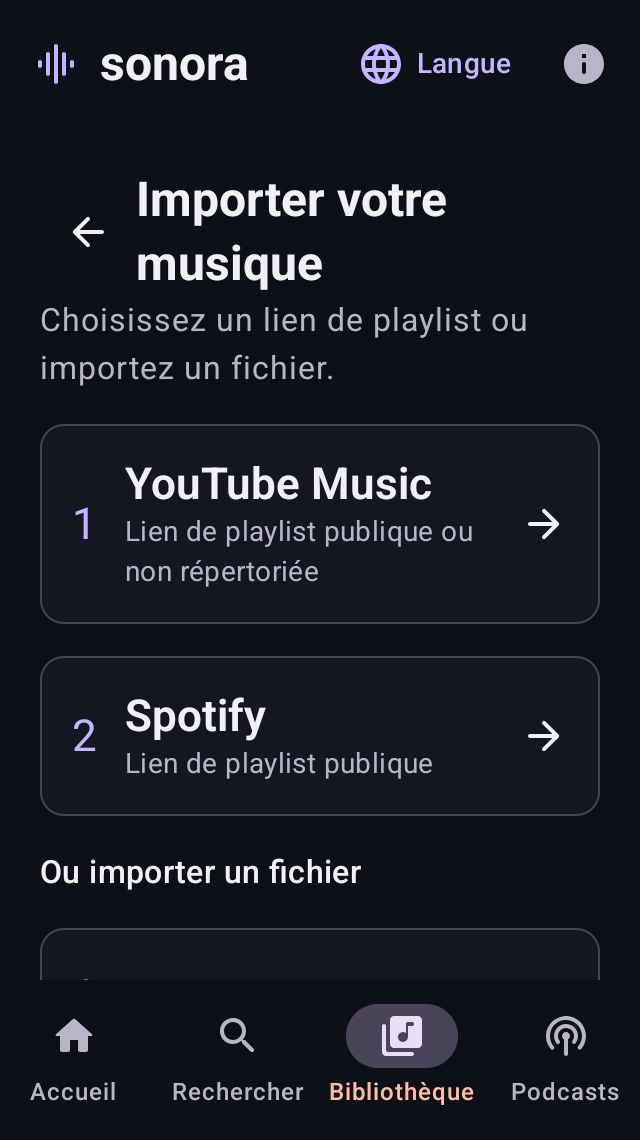 sonora
Langue
Importer votre
musique
Choisissez un lien de playlist ou
importez un fichier.
1
YouTube Music
Lien de playlist publique ou
non répertoriée
2
Spotify
Lien de playlist publique
Ou importer un fichier
Accueil
Rechercher
Bibliothèque
Podcasts